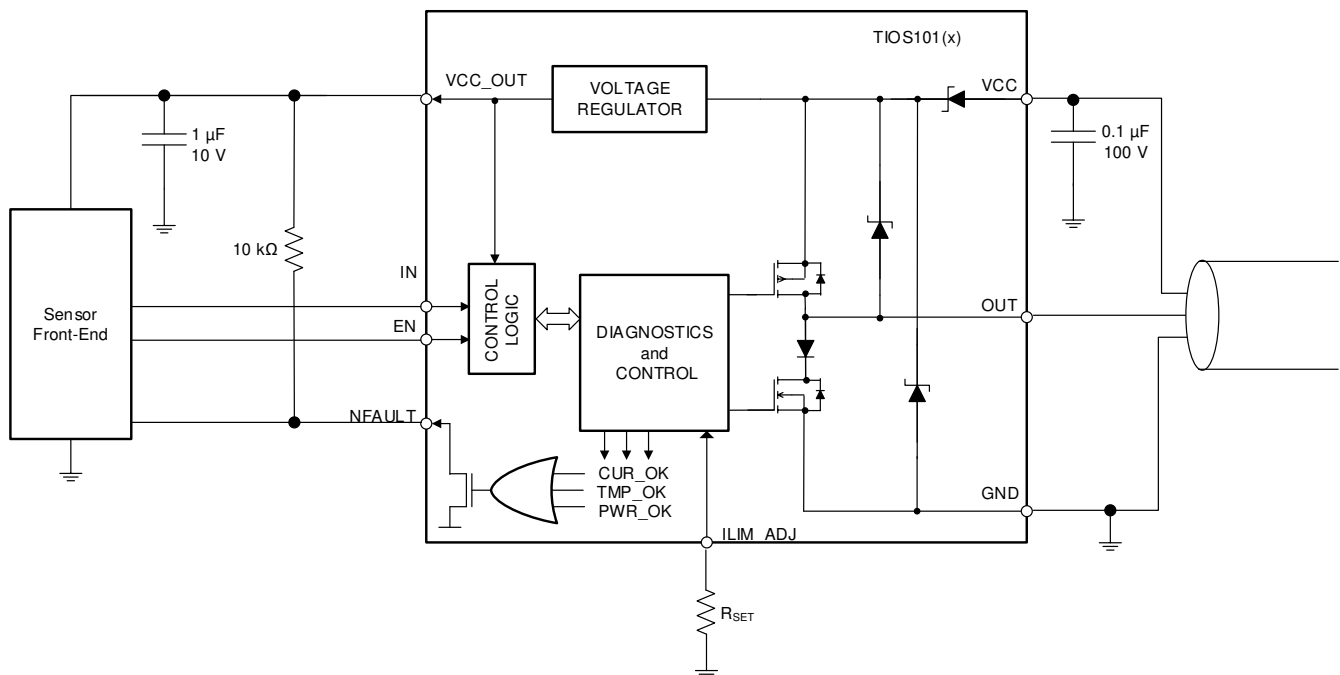 TIOS101(x)
VCC_OUT
VOLTAGE
REGULATOR
VCC
1 µF
10 V
0.1 µF
100 V
10 kΩ
IN
EN
CONTROL
LOGIC
Sensor
Front-End
DIAGNOSTICS
and
CONTROL
OUT
NFAULT
CUR_OK
TMP_OK
PWR_OK
GND
ILIM_ADJ
RSET